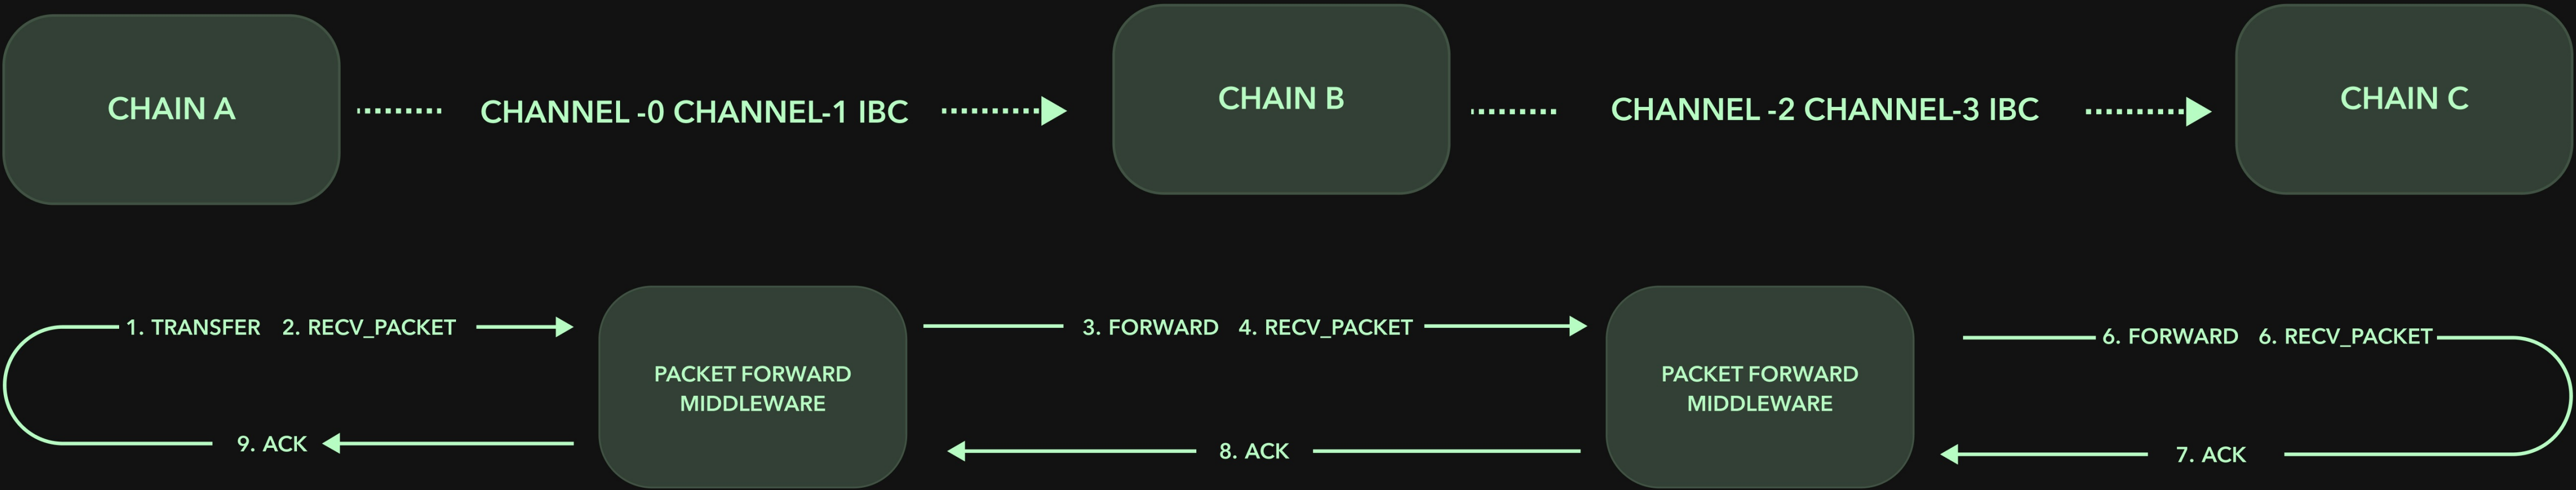 CHAIN A
CHANNEL -0 CHANNEL-1 IBC
CHAIN B
CHANNEL -2 CHANNEL-3 IBC
CHAIN C
1. TRANSFER 2. RECV_PACKET
PACKET FORWARD
MIDDLEWARE
3. FORWARD 4. RECV_PACKET
PACKET FORWARD
MIDDLEWARE
6. FORWARD 6. RECV_PACKET
9. ACK
8. ACK
7. ACK